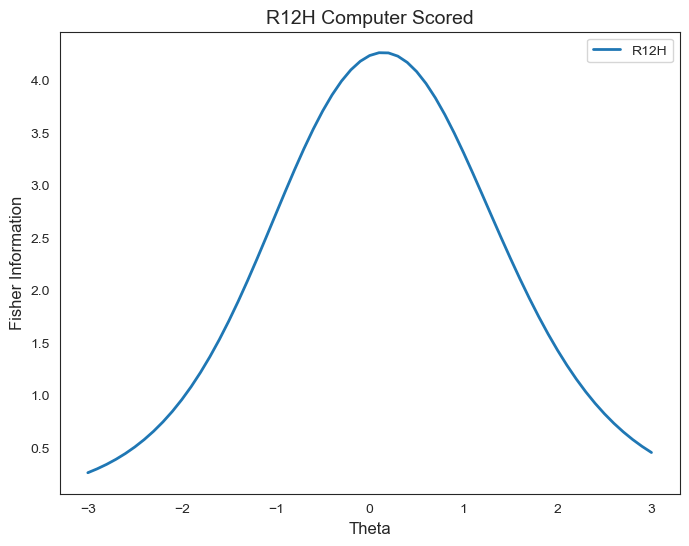 R12H Computer Scored
R12H
Fisher Information
4.0
3.5
3.0
2.5
2.0
1.5
1.0
0.5
−3 −2 −1 0 1 2 3
Theta